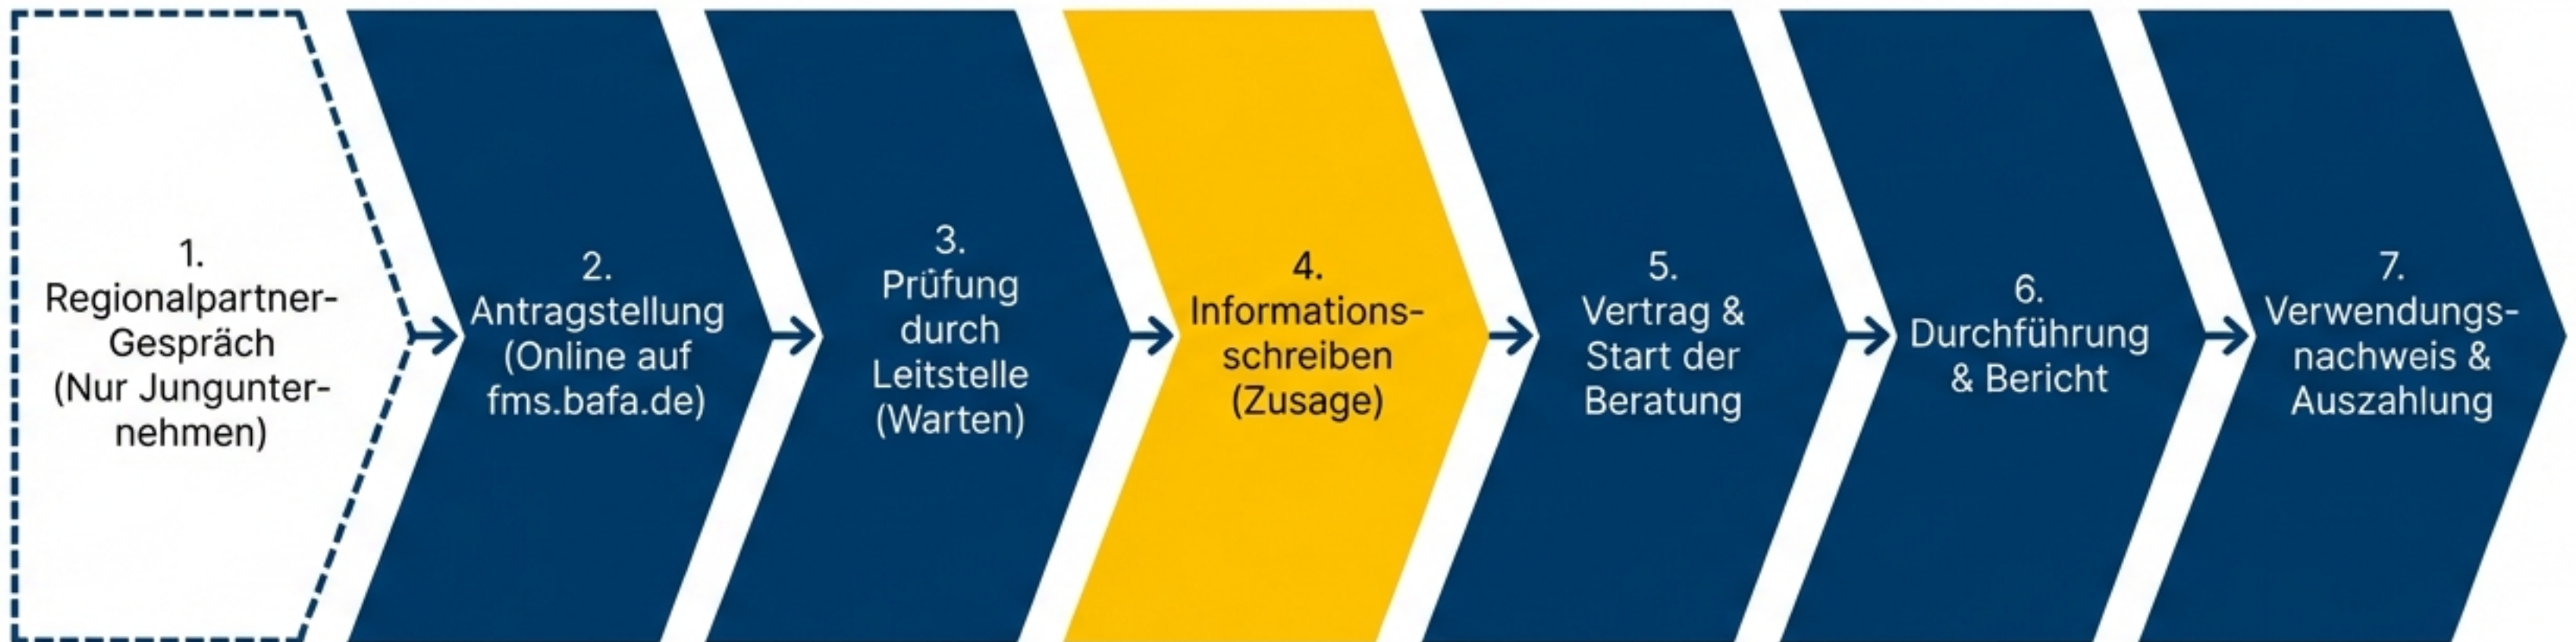 1.
Regionalpartner-
Gespräch
(Nur Jungunter-
nehmen)
2.
Antragstellung
(Online auf
fms.bafa.de)
3.
Prüfung
durch
Leitstelle
(Warten)
4.
Informations-
schreiben
(Zusage)
5.
Vertrag &
Start der
Beratung
6.
Durchführung
& Bericht
7.
Verwendungs-
nachweis &
Auszahlung